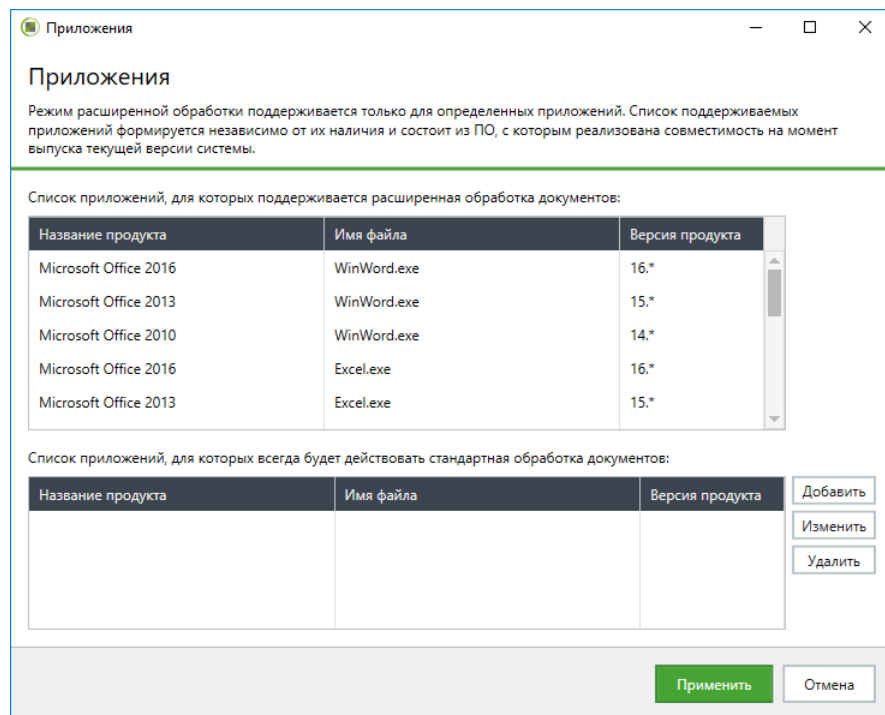 Приложения
Приложения
Режим расширенной обработки поддерживается только для определенных приложений. Список поддерживаемых
приложений формируется независимо от их наличия и состоит из ПО, с которым реализована совместимость на момент
выпуска текущей версии системы.
Список приложений, для которых поддерживается расширенная обработка документов:
Название продукта Имя файла Версия продукта
Microsoft Office 2016 WinWord.exe 16.*
Microsoft Office 2013 WinWord.exe 15.*
Microsoft Office 2010 WinWord.exe 14.*
Microsoft Office 2016 Excel.exe 16.*
Microsoft Office 2013 Excel.exe 15.*
Список приложений, для которых всегда будет действовать стандартная обработка документов:
Название продукта Имя файла Версия продукта
Добавить
Изменить
Удалить
Применить Отмена